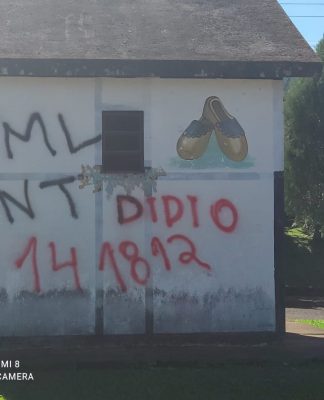 ML
NT DIDIO
14 1812
MI 8
CAMERA